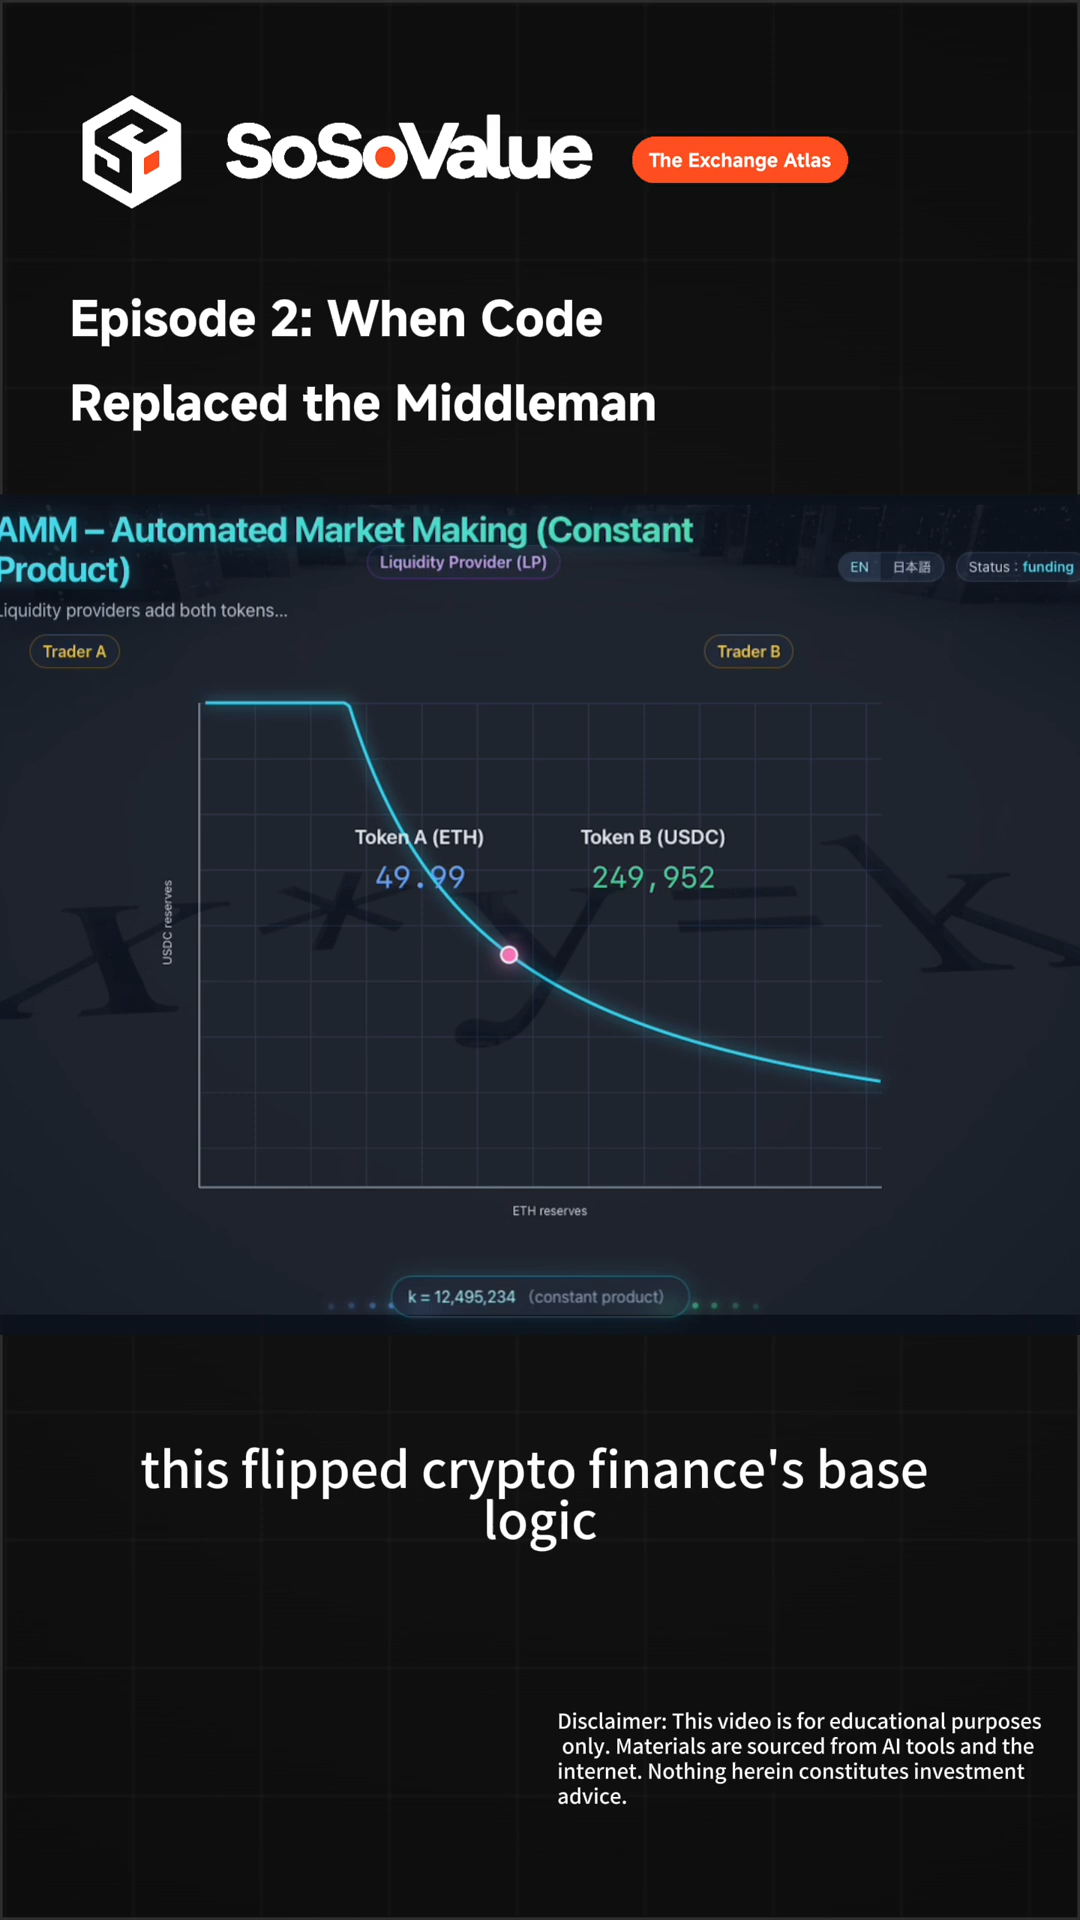 SoSoValue
The Exchange Atlas
Episode 2: When Code
Replaced the Middleman
AMM – Automated Market Making (Constant
Product)
Liquidity Provider (LP)
EN
日本語
Status : funding
Liquidity providers add both tokens...
Trader A
Trader B
Token A (ETH)
Token B (USDC)
49.99
249,952
x * y = k
USDC reserves
ETH reserves
k = 12,495,234 (constant product)
this flipped crypto finance's base
logic
Disclaimer: This video is for educational purposes
only. Materials are sourced from AI tools and the
internet. Nothing herein constitutes investment
advice.